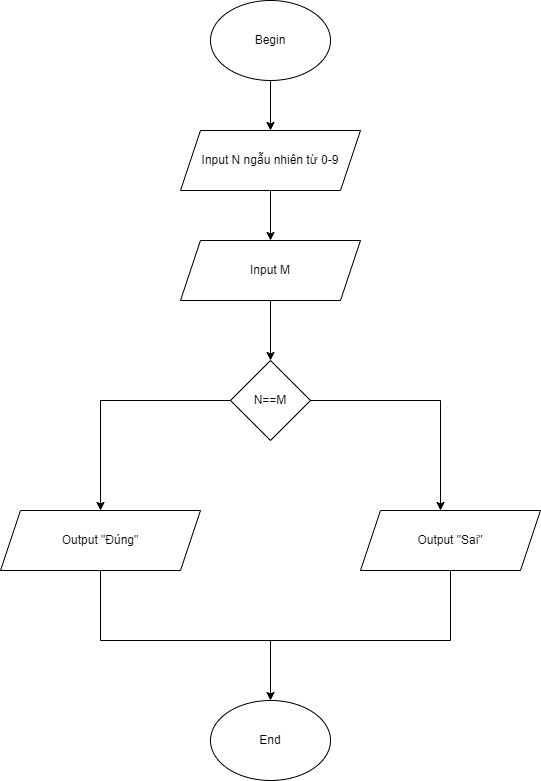 Begin
Input N ngẫu nhiên từ 0-9
Input M
N==M
Output "Đúng"
Output "Sai"
End